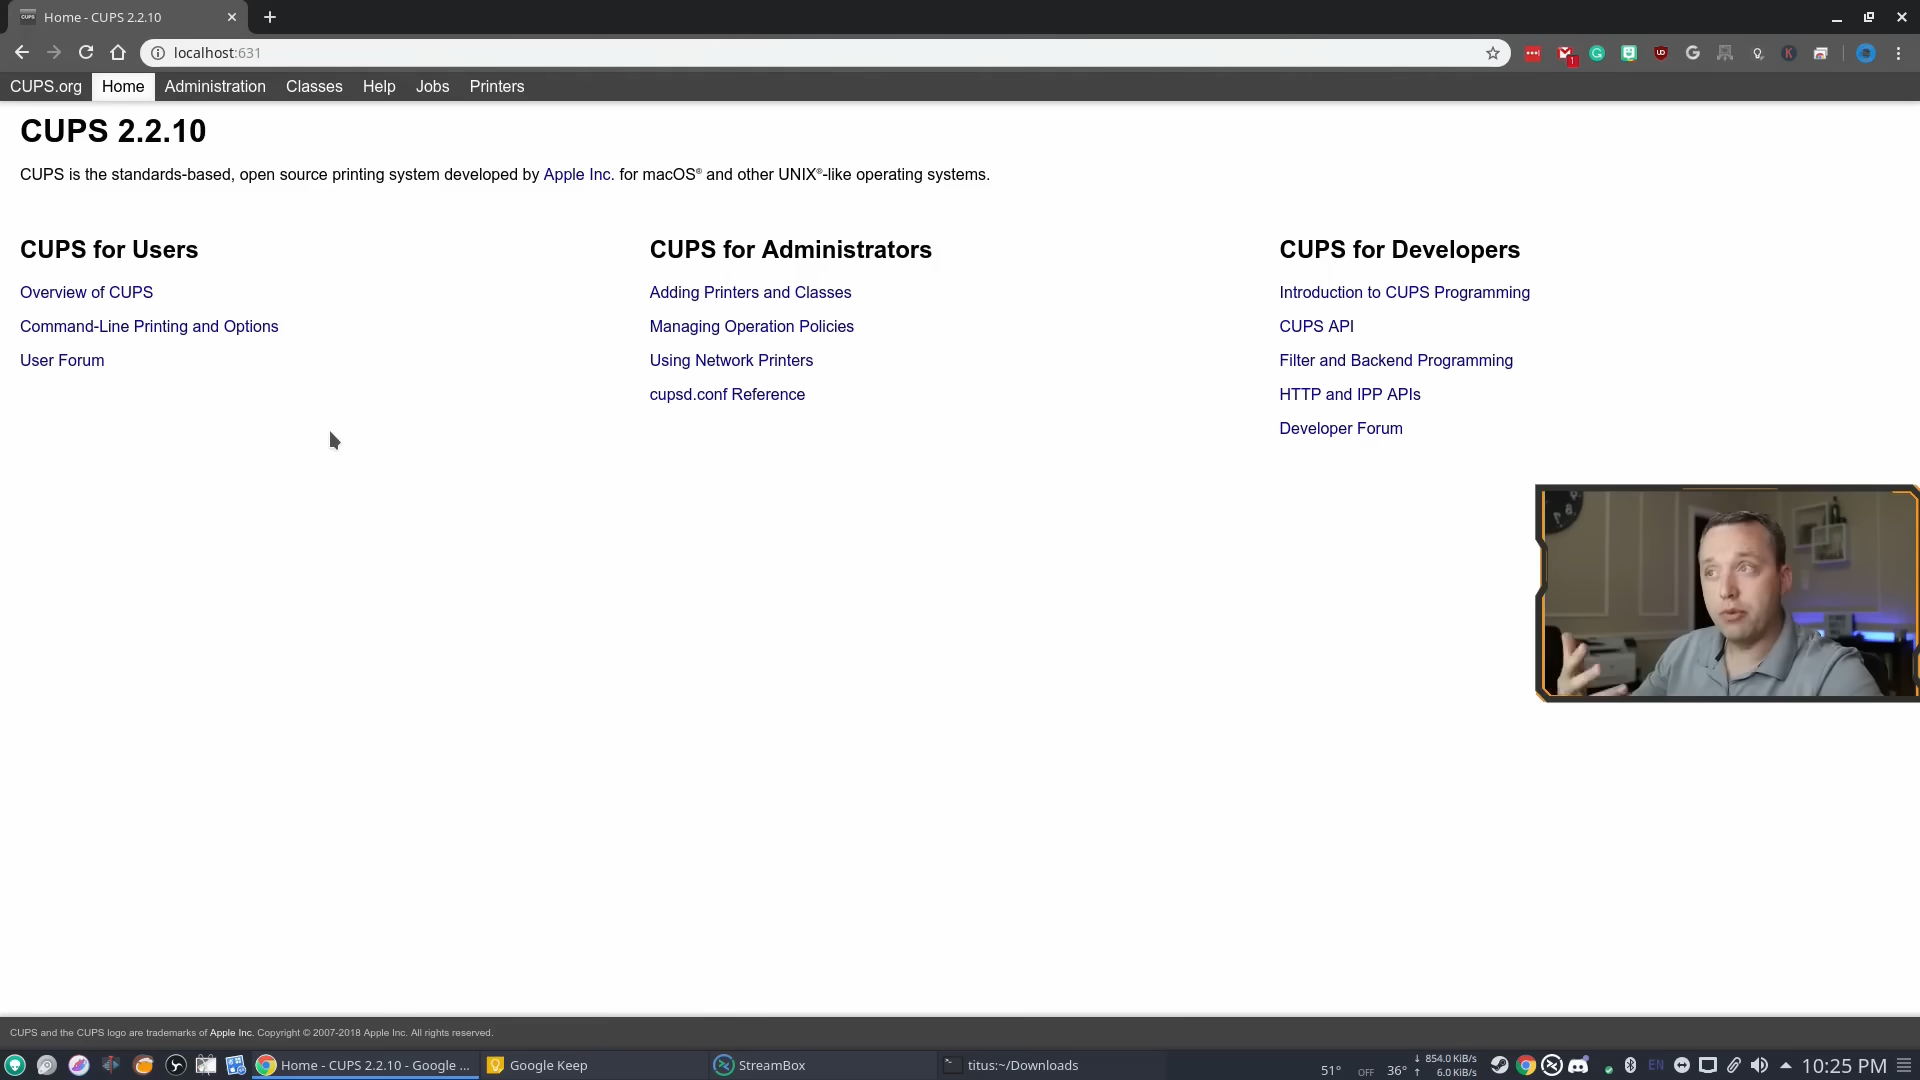 Home - CUPS 2.2.10
localhost:631
CUPS.org Home Administration Classes Help Jobs Printers
CUPS 2.2.10
CUPS is the standards-based, open source printing system developed by Apple Inc. for macOS® and other UNIX®-like operating systems.
CUPS for Users
Overview of CUPS
Command-Line Printing and Options
User Forum
CUPS for Administrators
Adding Printers and Classes
Managing Operation Policies
Using Network Printers
cupsd.conf Reference
CUPS for Developers
Introduction to CUPS Programming
CUPS API
Filter and Backend Programming
HTTP and IPP APIs
Developer Forum
CUPS and the CUPS logo are trademarks of Apple Inc. Copyright © 2007-2018 Apple Inc. All rights reserved.
Home - CUPS 2.2.10 - Google ... Google Keep StreamBox titus:~/Downloads
51° OFF 36° ↓ 854.0 KiB/s
↑ 6.0 KiB/s
EN
10:25 PM